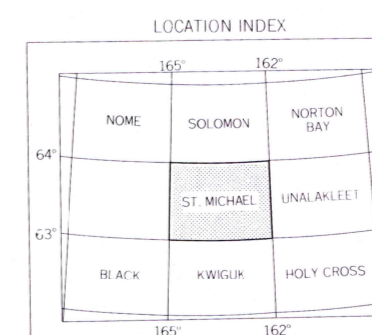 LOCATION INDEX
165° 162°
NOME SOLOMON NORTON BAY
64°
ST. MICHAEL UNALAKLEET
63°
BLACK KWIGUK HOLY CROSS
165° 162°